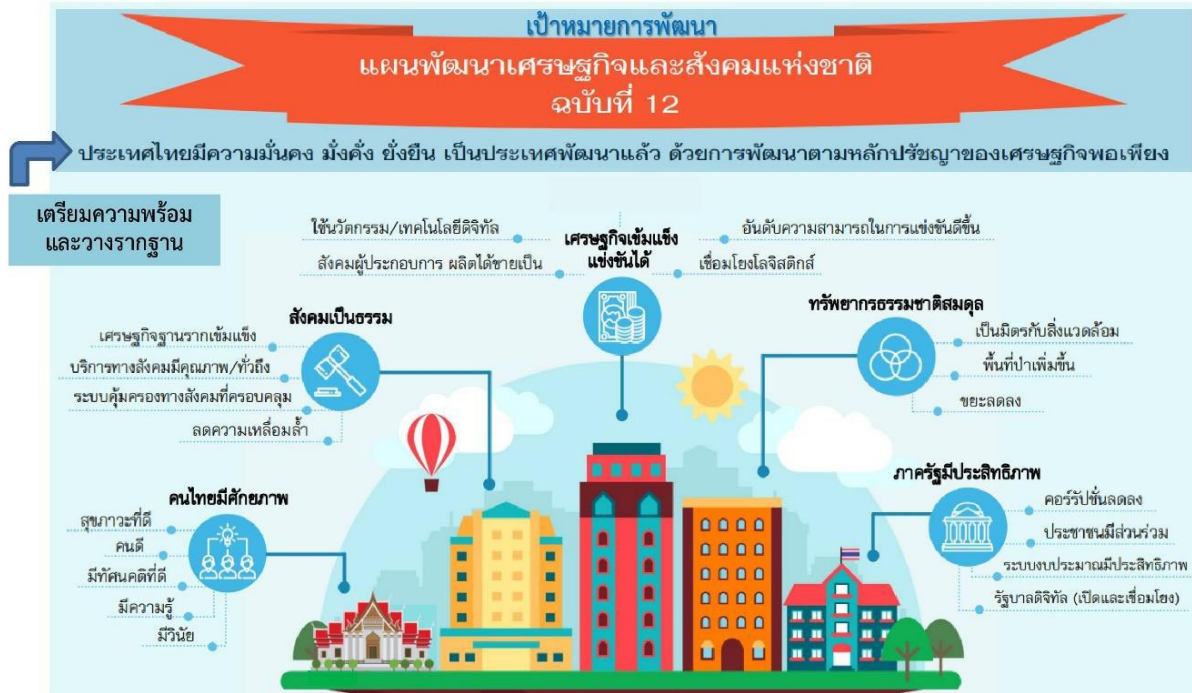 เป้าหมายการพัฒนา
แผนพัฒนาเศรษฐกิจและสังคมแห่งชาติ
ฉบับที่ 12
ประเทศไทยมีความมั่นคง มั่งคั่ง ยั่งยืน เป็นประเทศพัฒนาแล้ว ด้วยการพัฒนาตามหลักปรัชญาของเศรษฐกิจพอเพียง
เตรียมความพร้อม
และวางรากฐาน
เศรษฐกิจเข้มแข็ง
แข่งขันได้
ใช้นวัตกรรม/เทคโนโลยีดิจิทัล
สังคมผู้ประกอบการ ผลิตได้ขายเป็น
อันดับความสามารถในการแข่งขันดีขึ้น
เชื่อมโยงโลจิสติกส์
สังคมเป็นธรรม
เศรษฐกิจฐานรากเข้มแข็ง
บริการทางสังคมมีคุณภาพ/ทั่วถึง
ระบบคุ้มครองทางสังคมที่ครอบคลุม
ลดความเหลื่อมล้ำ
ทรัพยากรธรรมชาติสมดุล
เป็นมิตรกับสิ่งแวดล้อม
พื้นที่ป่าเพิ่มขึ้น
ขยะลดลง
คนไทยมีศักยภาพ
สุขภาวะที่ดี
คนดี
มีทัศนคติที่ดี
มีความรู้
มีวินัย
ภาครัฐมีประสิทธิภาพ
คอร์รัปชั่นลดลง
ประชาชนมีส่วนร่วม
ระบบงบประมาณมีประสิทธิภาพ
รัฐบาลดิจิทัล (เปิดและเชื่อมโยง)